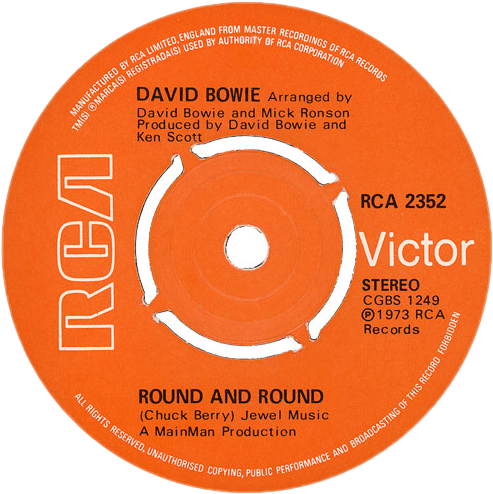 MANUFACTURED BY RCA LIMITED, ENGLAND FROM MASTER RECORDINGS OF RCA RECORDS
TM(S) ® MARCA(S) REGISTRADA(S) USED BY AUTHORITY OF RCA CORPORATION
DAVID BOWIE Arranged by
David Bowie and Mick Ronson
Produced by David Bowie and
Ken Scott
RCA
RCA 2352
Victor
STEREO
CGBS 1249
℗ 1973 RCA
Records
ROUND AND ROUND
(Chuck Berry) Jewel Music
A MainMan Production
ALL RIGHTS RESERVED, UNAUTHORISED COPYING, PUBLIC PERFORMANCE AND BROADCASTING OF THIS RECORD FORBIDDEN